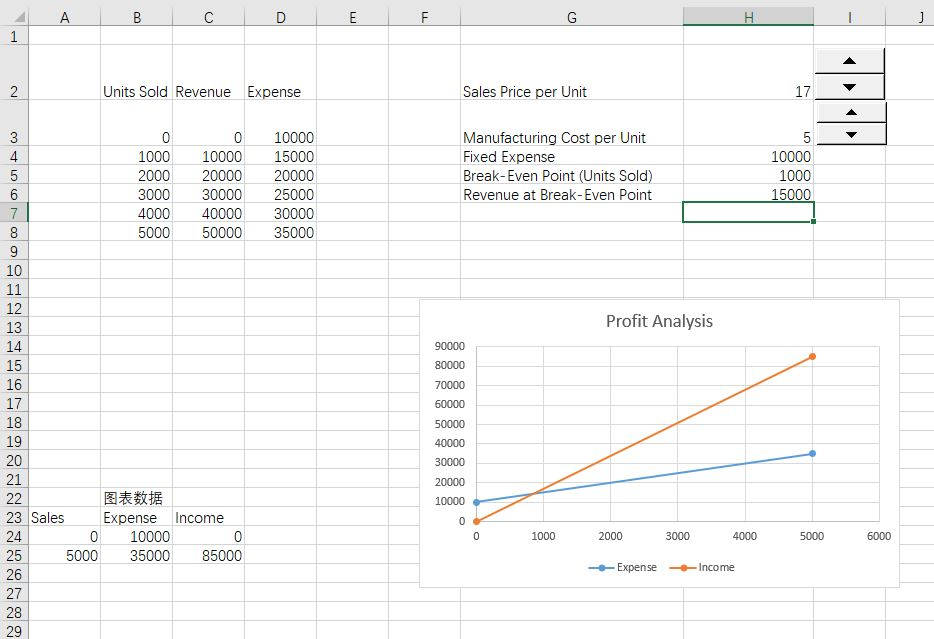 A B C D E F G H I J
1
2 Units Sold Revenue Expense Sales Price per Unit 17
3 0 0 10000 Manufacturing Cost per Unit 5
4 1000 10000 15000 Fixed Expense 10000
5 2000 20000 20000 Break-Even Point (Units Sold) 1000
6 3000 30000 25000 Revenue at Break-Even Point 15000
7 4000 40000 30000
8 5000 50000 35000
9
10
11
12
13
14
15
16
17
18
19
20
21
22 图表数据
23 Sales Expense Income
24 0 10000 0
25 5000 35000 85000
26
27
28
29
Profit Analysis
90000
80000
70000
60000
50000
40000
30000
20000
10000
0
0 1000 2000 3000 4000 5000 6000
Expense Income